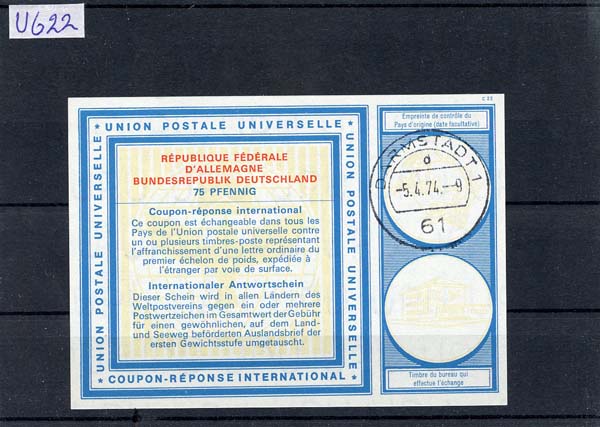 U622
C 22
* UNION POSTALE UNIVERSELLE *
UNION POSTALE UNIVERSELLE
UNION POSTALE UNIVERSELLE
RÉPUBLIQUE FÉDÉRALE
D'ALLEMAGNE
BUNDESREPUBLIK DEUTSCHLAND
75 PFENNIG
Coupon-réponse international
Ce coupon est échangeable dans tous les
Pays de l'Union postale universelle contre
un ou plusieurs timbres-poste représentant
l'affranchissement d'une lettre ordinaire du
premier échelon de poids, expédiée à
l'étranger par voie de surface.
Internationaler Antwortschein
Dieser Schein wird in allen Ländern des
Weltpostvereins gegen ein oder mehrere
Postwertzeichen im Gesamtwert der Gebühr
für einen gewöhnlichen, auf dem Land-
und Seeweg beförderten Auslandsbrief der
ersten Gewichtsstufe umgetauscht.
* COUPON-RÉPONSE INTERNATIONAL *
Empreinte de contrôle du
Pays d'origine (date facultative)
DARMSTADT 1
d
-5.4.74.--9
61
Timbre du bureau qui
effectue l'échange